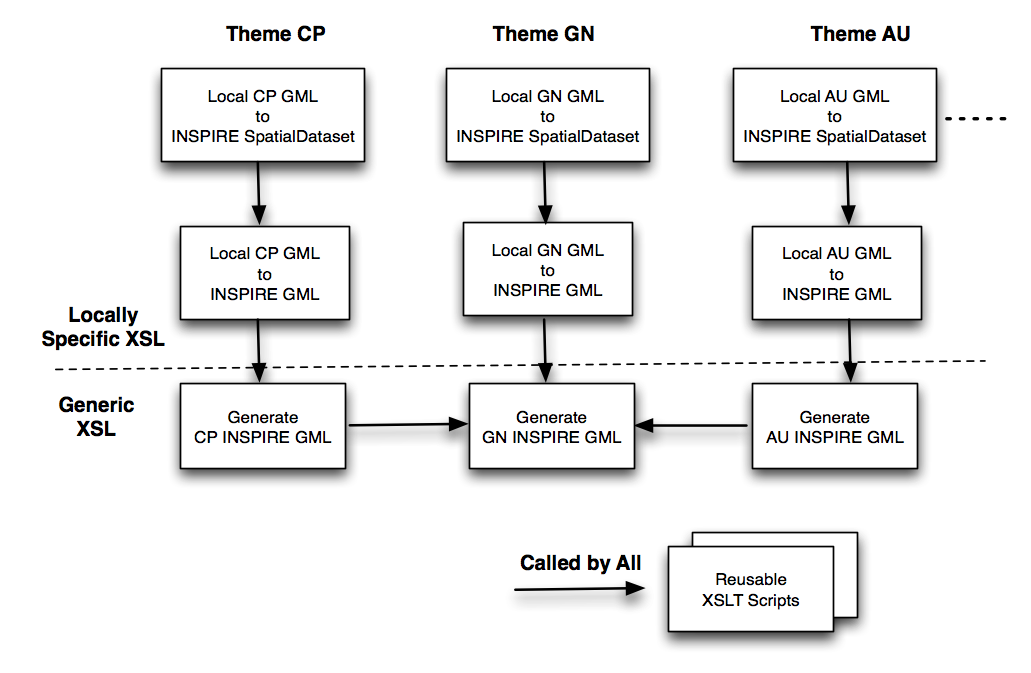 Theme CP
Theme GN
Theme AU
Local CP GML
to
INSPIRE SpatialDataset
Local GN GML
to
INSPIRE SpatialDataset
Local AU GML
to
INSPIRE SpatialDataset
Local CP GML
to
INSPIRE GML
Local GN GML
to
INSPIRE GML
Local AU GML
to
INSPIRE GML
Locally
Specific XSL
Generic
XSL
Generate
CP INSPIRE GML
Generate
GN INSPIRE GML
Generate
AU INSPIRE GML
Called by All
Reusable
XSLT Scripts